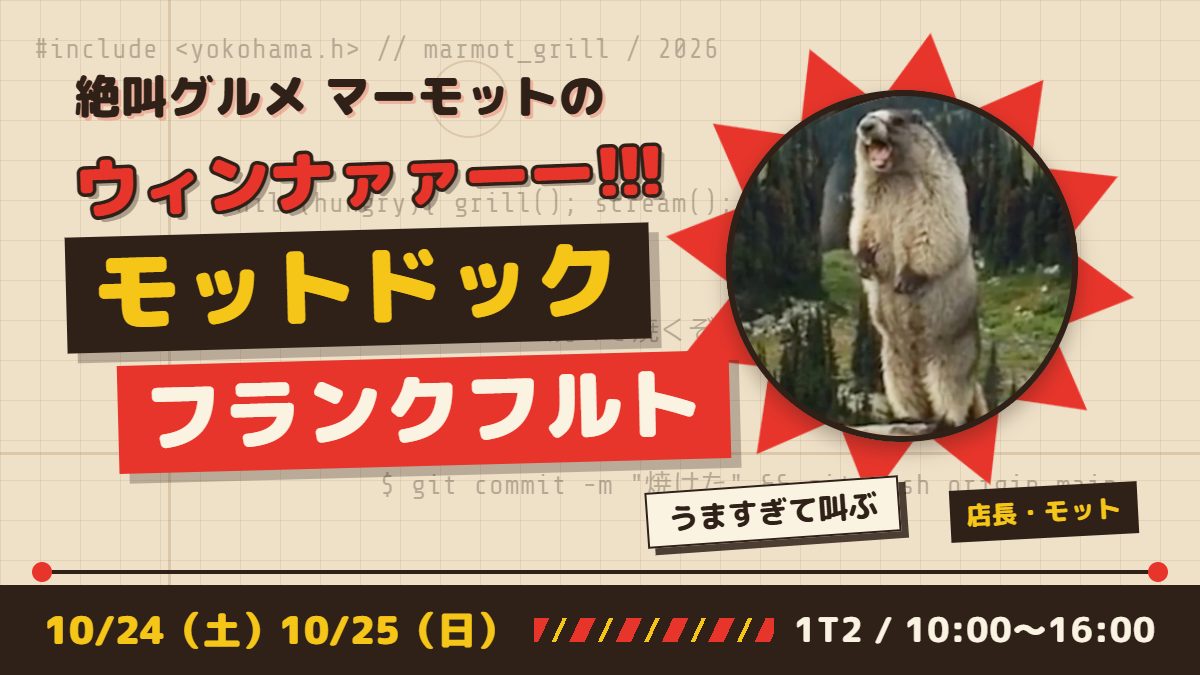 #include <yokohama.h> // marmot_grill / 2026
絶叫グルメ マーモットの
ウィンナァァーー!!!
(hungry){ grill(); scream();
モットドック
フランクフルト
$ git commit -m "焼けた" && origin main
うますぎて叫ぶ
店長・モット
10/24（土）10/25（日）
1T2 / 10:00〜16:00